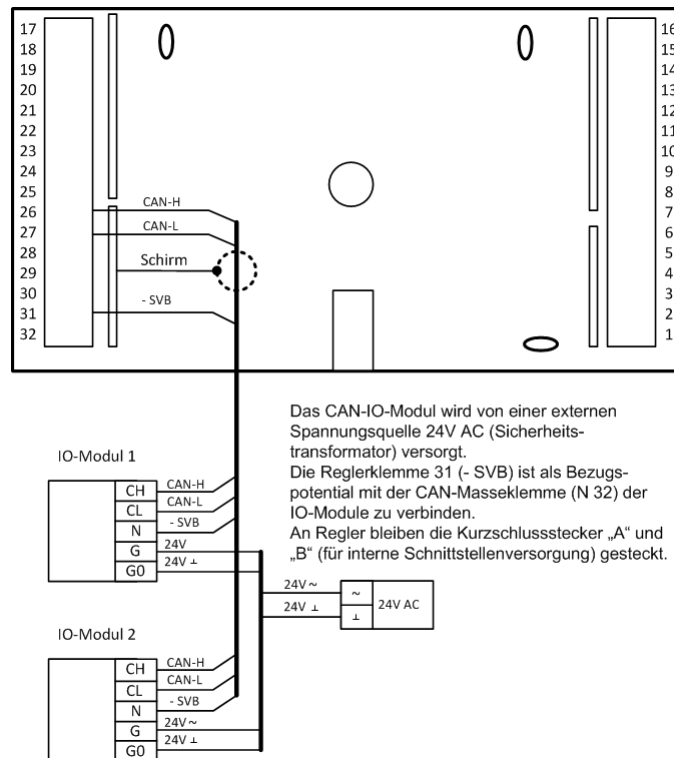 17
18
19
20
21
22
23
24
25
26
27
28
29
30
31
32
16
15
14
13
12
11
10
9
8
7
6
5
4
3
2
1
CAN-H
CAN-L
Schirm
- SVB
Das CAN-IO-Modul wird von einer externen
Spannungsquelle 24V AC (Sicherheits-
transformator) versorgt.
Die Reglerklemme 31 (- SVB) ist als Bezugs-
potential mit der CAN-Masseklemme (N 32) der
IO-Module zu verbinden.
An Regler bleiben die Kurzschlussstecker „A“ und
„B“ (für interne Schnittstellenversorgung) gesteckt.
IO-Modul 1
CH CAN-H
CL CAN-L
N - SVB
G 24V
G0 24V ⊥
24V ~ ~
24V ⊥ ⊥
24V AC
IO-Modul 2
CH CAN-H
CL CAN-L
N - SVB
G 24V ~
G0 24V ⊥